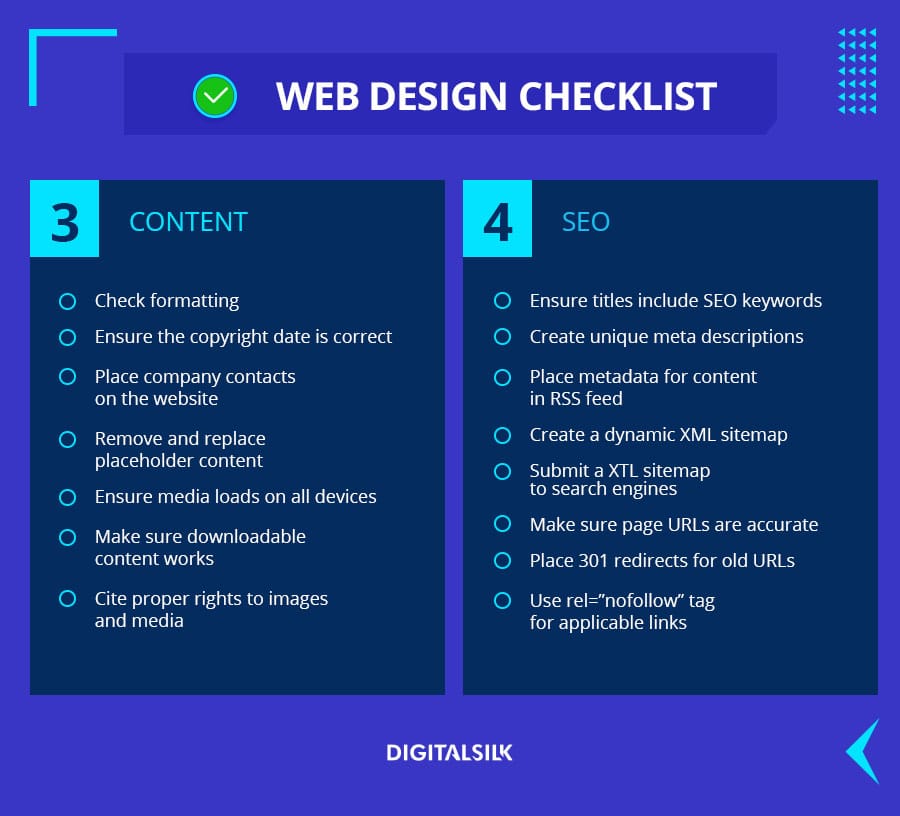 WEB DESIGN CHECKLIST
3
CONTENT
Check formatting
Ensure the copyright date is correct
Place company contacts
on the website
Remove and replace
placeholder content
Ensure media loads on all devices
Make sure downloadable
content works
Cite proper rights to images
and media
4
SEO
Ensure titles include SEO keywords
Create unique meta descriptions
Place metadata for content
in RSS feed
Create a dynamic XML sitemap
Submit a XTL sitemap
to search engines
Make sure page URLs are accurate
Place 301 redirects for old URLs
Use rel=”nofollow” tag
for applicable links
DIGITALSILK